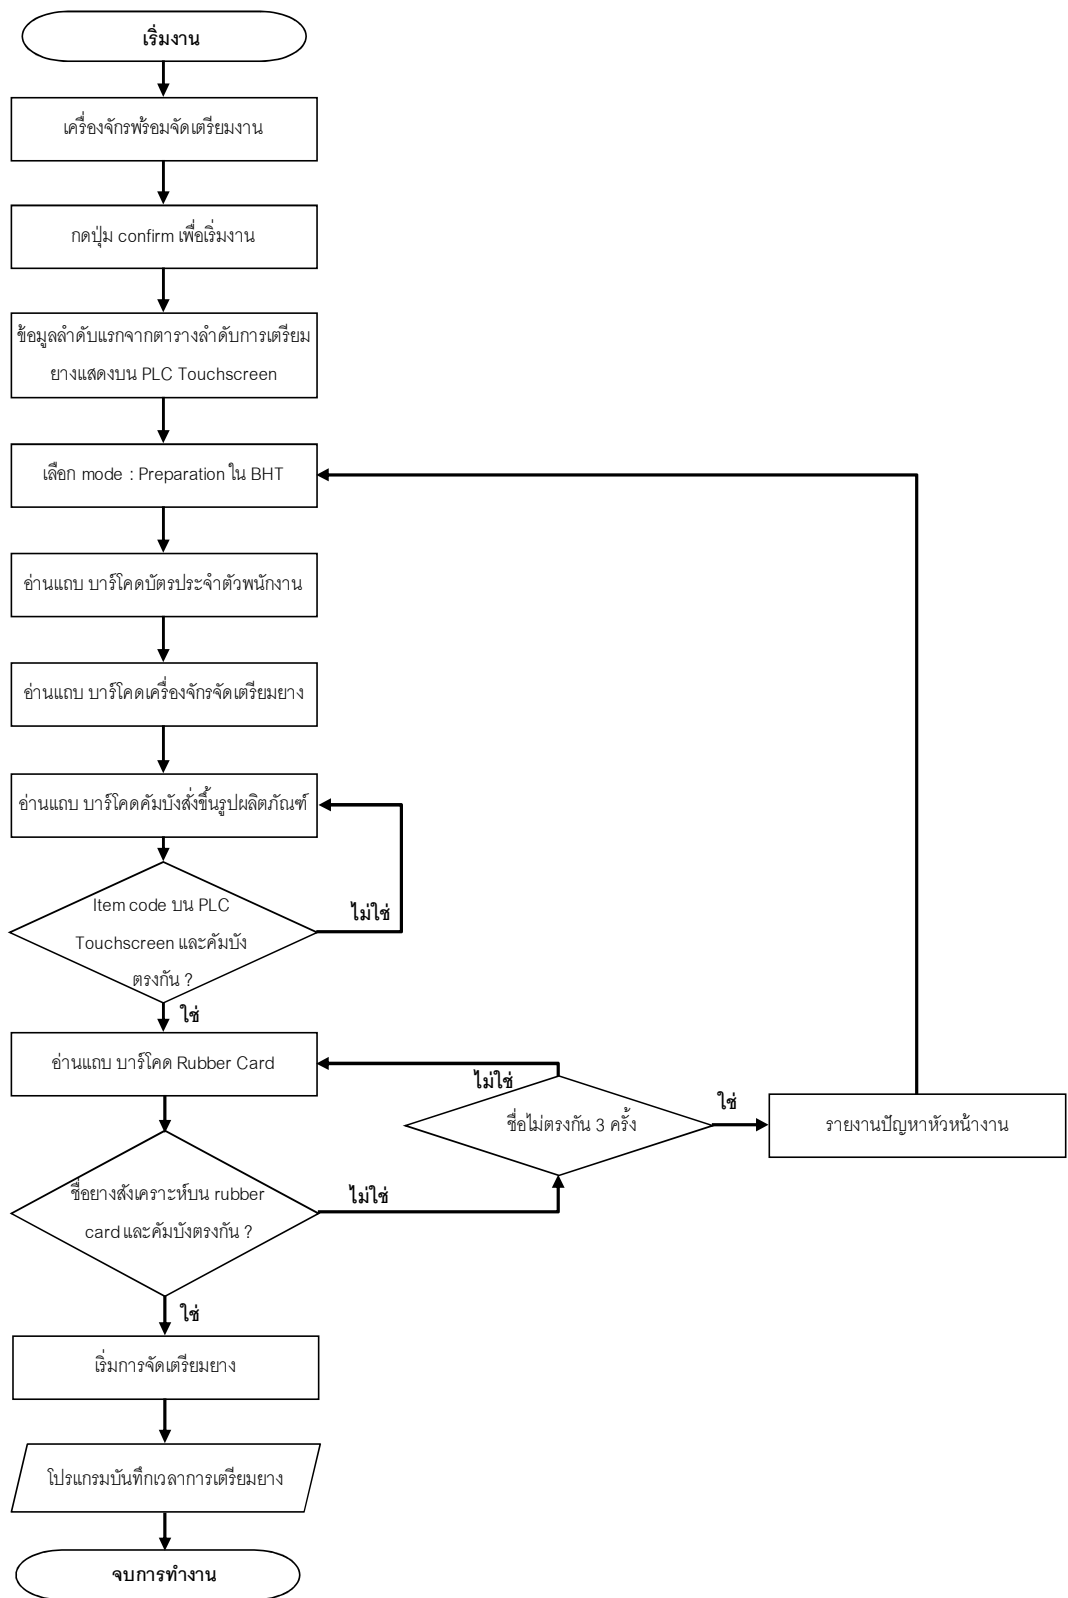 เริ่มงาน
เครื่องจักรพร้อมจัดเตรียมงาน
กดปุ่ม confirm เพื่อเริ่มงาน
ข้อมูลลำดับแรกจากตารางลำดับการเตรียม
ยางแสดงบน PLC Touchscreen
เลือก mode : Preparation ใน BHT
อ่านแถบ บาร์โคดบัตรประจำตัวพนักงาน
อ่านแถบ บาร์โคดเครื่องจักรจัดเตรียมยาง
อ่านแถบ บาร์โคดคัมบังสั่งขึ้นรูปผลิตภัณฑ์
Item code บน PLC
Touchscreen และคัมบัง
ตรงกัน ?
ไม่ใช่
ใช่
อ่านแถบ บาร์โคด Rubber Card
ไม่ใช่
ชื่อไม่ตรงกัน 3 ครั้ง
ใช่
รายงานปัญหาหัวหน้างาน
ชื่อยางสังเคราะห์บน rubber
card และคัมบังตรงกัน ?
ไม่ใช่
ใช่
เริ่มการจัดเตรียมยาง
โปรแกรมบันทึกเวลาการเตรียมยาง
จบการทำงาน